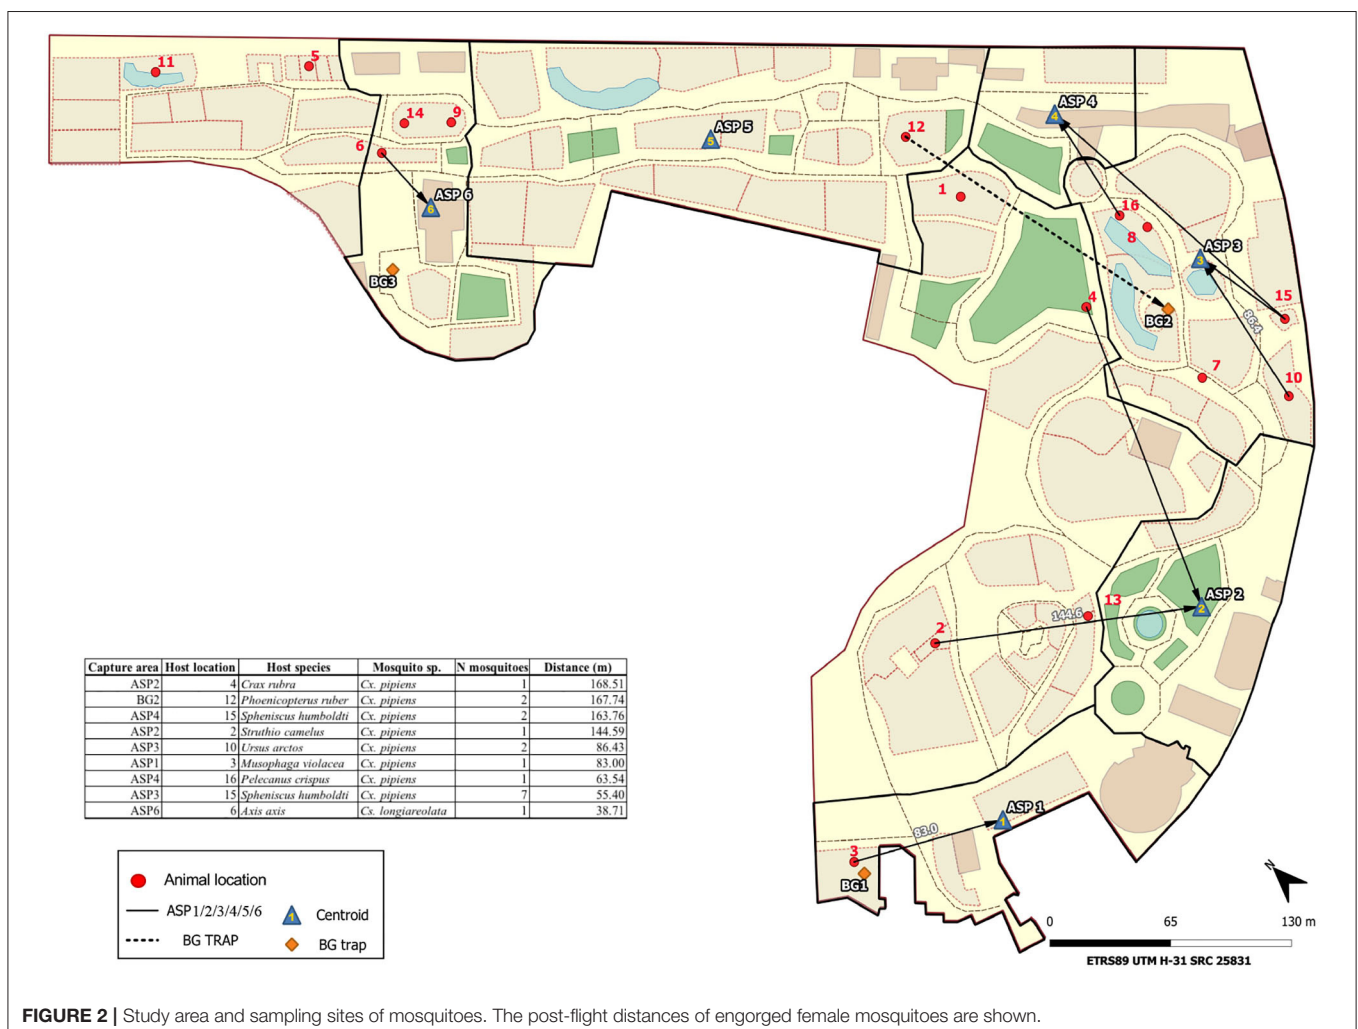 11
5
14
9
6
ASP 6
6
BG3
ASP 5
5
12
1
ASP 4
4
16
8
ASP 3
3
15
4
BG2
86.4
7
10
13
144.6
2
ASP 2
2
ASP 1
1
83.0
3
BG1
Capture area Host location Host species Mosquito sp. N mosquitoes Distance (m)
ASP2 4 Crax rubra Cx. pipiens 1 168.51
BG2 12 Phoenicopterus ruber Cx. pipiens 2 167.74
ASP4 15 Spheniscus humboldti Cx. pipiens 2 163.76
ASP2 2 Struthio camelus Cx. pipiens 1 144.59
ASP3 10 Ursus arctos Cx. pipiens 2 86.43
ASP1 3 Musophaga violacea Cx. pipiens 1 83.00
ASP4 16 Pelecanus crispus Cx. pipiens 1 63.54
ASP3 15 Spheniscus humboldti Cx. pipiens 7 55.40
ASP6 6 Axis axis Cs. longiareolata 1 38.71
Animal location
ASP1/2/3/4/5/6
1 Centroid
BG TRAP
BG trap
N
0 65 130 m
ETRS89 UTM H-31 SRC 25831
FIGURE 2 | Study area and sampling sites of mosquitoes. The post-flight distances of engorged female mosquitoes are shown.